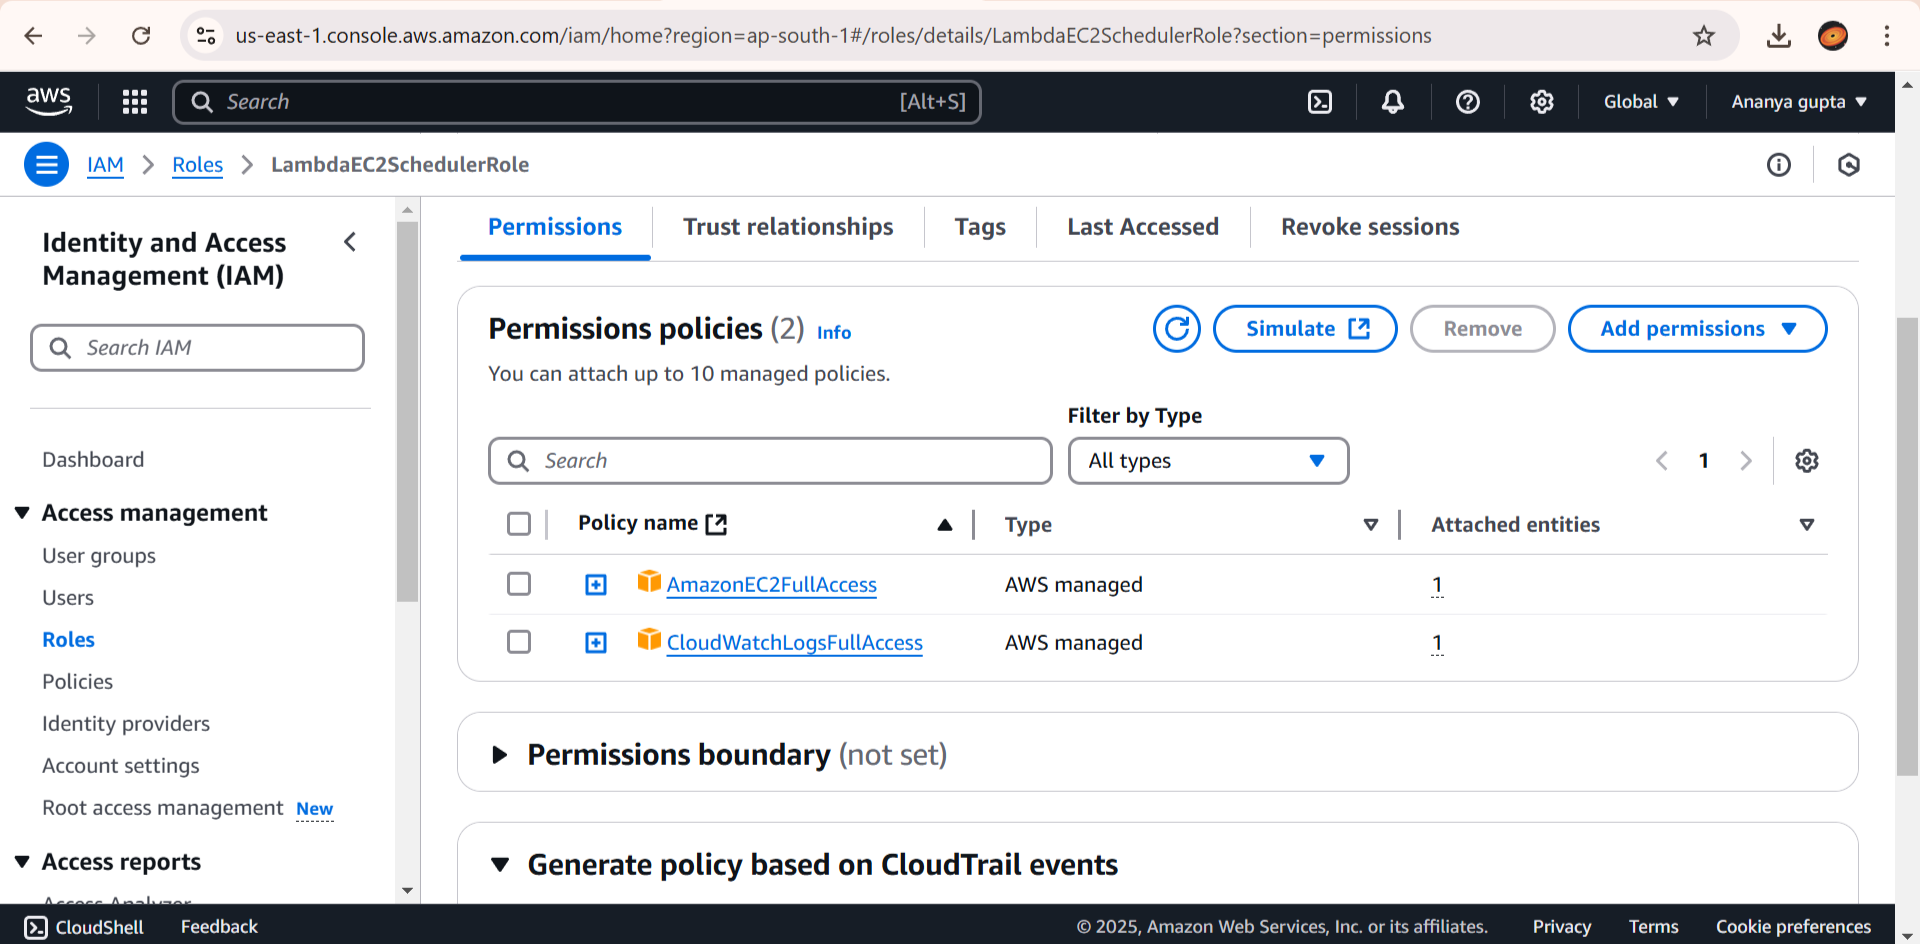 us-east-1.console.aws.amazon.com/iam/home?region=ap-south-1#/roles/details/LambdaEC2SchedulerRole?section=permissions
aws
Search
[Alt+S]
Global
Ananya gupta
IAM
Roles
LambdaEC2SchedulerRole
Identity and Access
Management (IAM)
Search IAM
Dashboard
Access management
User groups
Users
Roles
Policies
Identity providers
Account settings
Root access management New
Access reports
Access Analyzer
Permissions
Trust relationships
Tags
Last Accessed
Revoke sessions
Permissions policies (2) Info
Simulate
Remove
Add permissions
You can attach up to 10 managed policies.
Filter by Type
Search
All types
1
Policy name
Type
Attached entities
AmazonEC2FullAccess
AWS managed
1
CloudWatchLogsFullAccess
AWS managed
1
Permissions boundary (not set)
Generate policy based on CloudTrail events
CloudShell
Feedback
© 2025, Amazon Web Services, Inc. or its affiliates.
Privacy
Terms
Cookie preferences